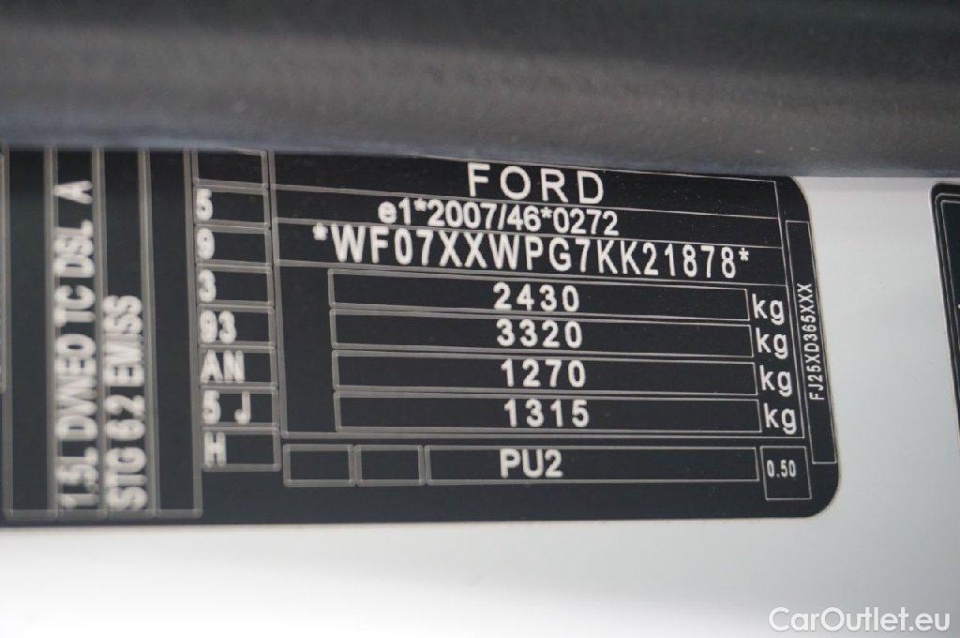 FORD
e1*2007/46*0272
*WF07XXWPG7KK21878*
2430 kg
3320 kg
1270 kg
1315 kg
PU2
0.50
FJ25XD365XXX
5
9
3
93
AN
5 J
H
1.5L DVNEO TC DSL A
STG 6.2 EMISS
CarOutlet.eu